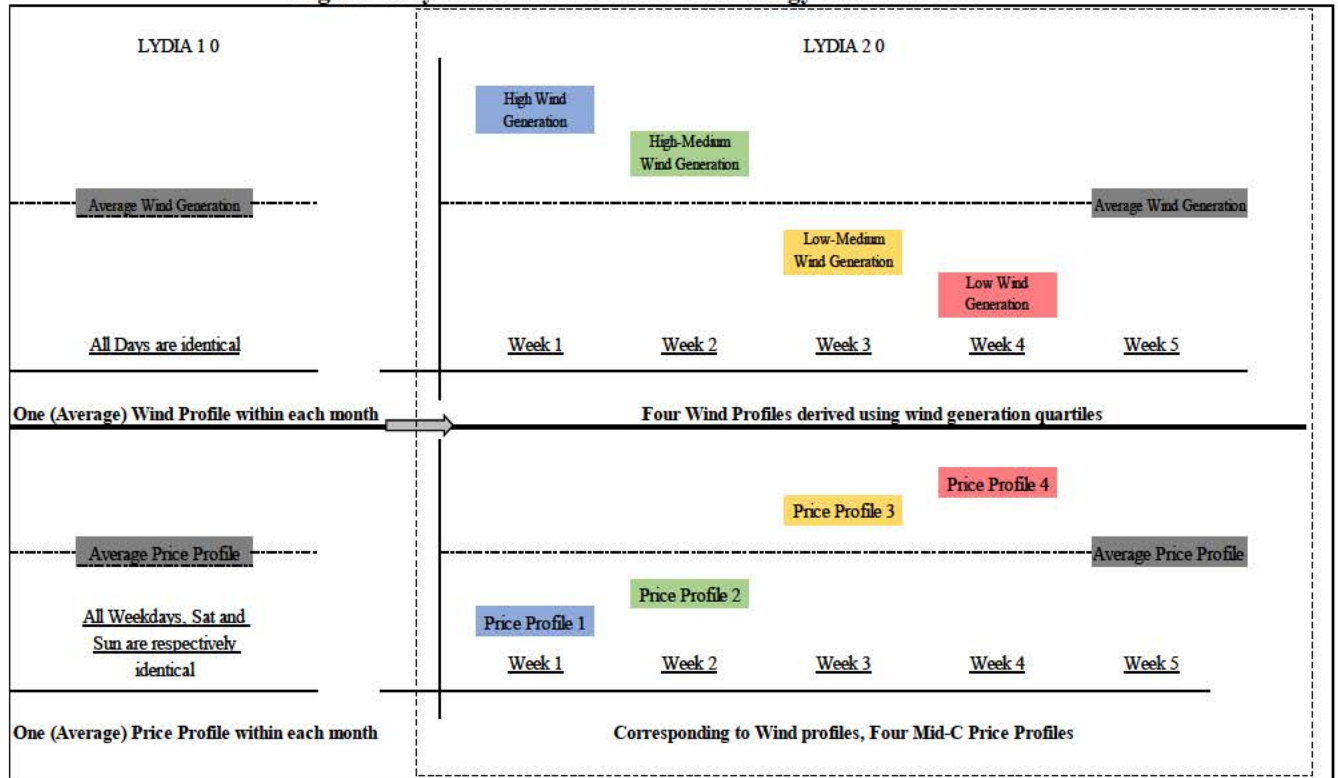 LYDIA 1 0
LYDIA 2 0
High Wind
Generation
High-Medium
Wind Generation
Average Wind Generation
Average Wind Generation
Low-Medium
Wind Generation
Low Wind
Generation
All Days are identical
Week 1
Week 2
Week 3
Week 4
Week 5
One (Average) Wind Profile within each month
Four Wind Profiles derived using wind generation quartiles
Price Profile 4
Price Profile 3
Average Price Profile
Average Price Profile
Price Profile 2
Price Profile 1
All Weekdays, Sat and
Sun are respectively
identical
Week 1
Week 2
Week 3
Week 4
Week 5
One (Average) Price Profile within each month
Corresponding to Wind profiles, Four Mid-C Price Profiles